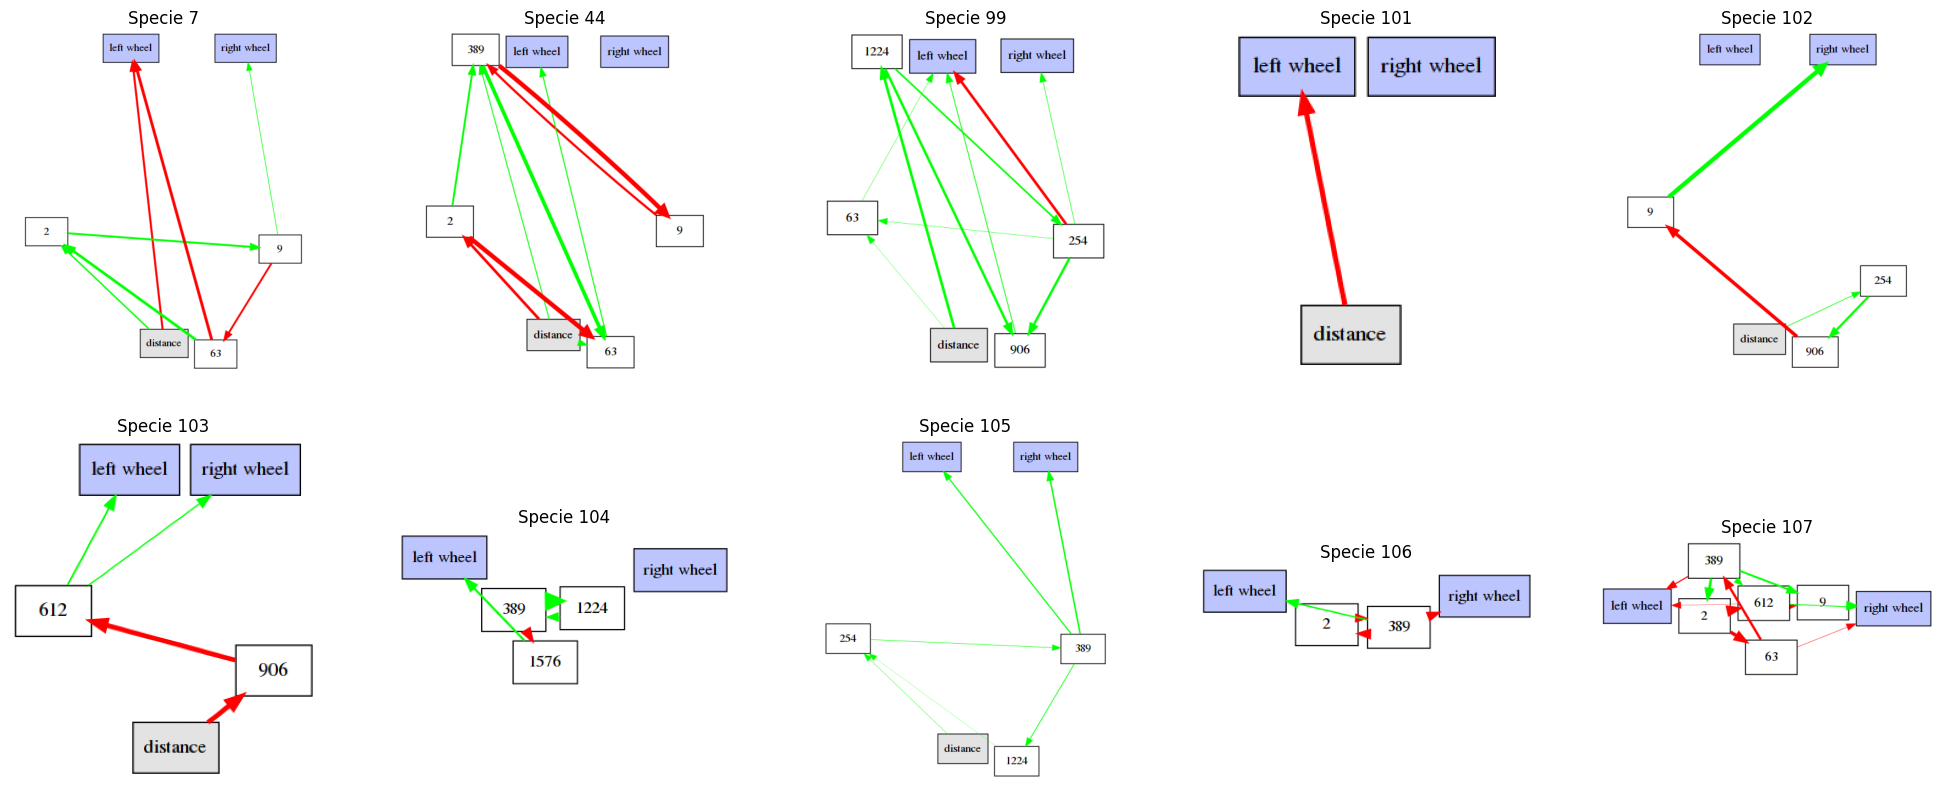 Specie 7
left wheel
right wheel
2
9
distance
63
Specie 44
389
left wheel
right wheel
2
9
distance
63
Specie 99
1224
left wheel
right wheel
63
254
distance
906
Specie 101
left wheel
right wheel
distance
Specie 102
left wheel
right wheel
9
254
distance
906
Specie 103
left wheel
right wheel
612
906
distance
Specie 104
left wheel
right wheel
389
1224
1576
Specie 105
left wheel
right wheel
254
389
distance
1224
Specie 106
left wheel
right wheel
2
389
Specie 107
389
left wheel
612
9
right wheel
2
63